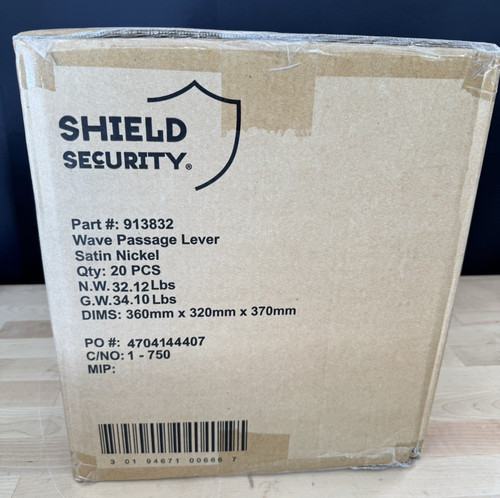 SHIELD
SECURITY®
Part #: 913832
Wave Passage Lever
Satin Nickel
Qty: 20 PCS
N.W. 32.12 Lbs
G.W. 34.10 Lbs
DIMS: 360mm x 320mm x 370mm
PO #: 4704144407
C/NO: 1 - 750
MIP:
3 01 94671 00666 7